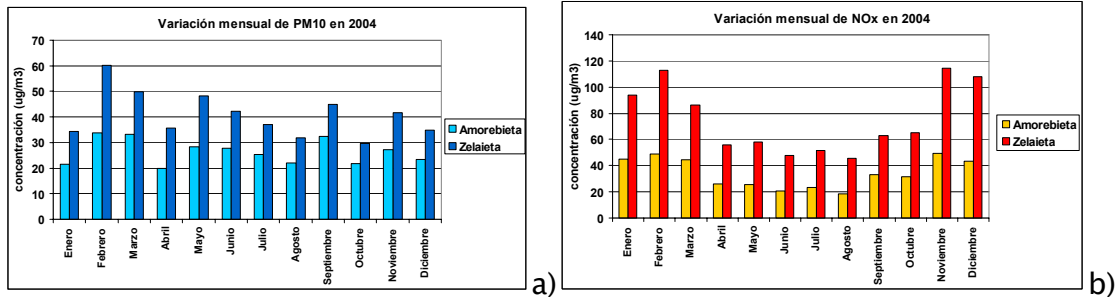 Variación mensual de PM10 en 2004
concentración (ug/m3)
70
60
50
40
30
20
10
0
Enero
Febrero
Marzo
Abril
Mayo
Junio
Julio
Agosto
Septiembre
Octubre
Noviembre
Diciembre
Amorebieta
Zelaieta
a)
Variación mensual de NOx en 2004
concentración (ug/m3)
140
120
100
80
60
40
20
0
Enero
Febrero
Marzo
Abril
Mayo
Junio
Julio
Agosto
Septiembre
Octubre
Noviembre
Diciembre
Amorebieta
Zelaieta
b)